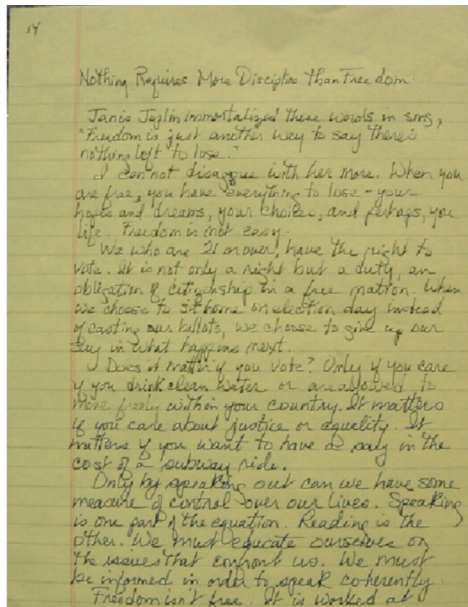 14
Nothing Requires More Discipline Than Freedom.
Janis Joplin immortalized these words in song,
"Freedom is just another way to say there's
nothing left to lose."
I can not disagree with her more. When you
are free, you have everything to lose - your
hopes and dreams, your choices, and perhaps, you
life. Freedom is not easy.
We who are 21 or over, have the right to
vote. It is not only a right but a duty, an
obligation of citizenship in a free nation. When
we choose to sit home on election day instead
of casting our ballots, we choose to give up our
say in what happens next.
Does it matter if you vote? Only if you care
if you drink clean water or are allowed to
move freely within your country. It matters
if you care about justice or equality. It
matters if you want to have a say in the
cost of a subway ride.
Only by speaking out can we have some
measure of control over our lives. Speaking
is one part of the equation. Reading is the
other. We must educate ourselves on
the issues that confront us. We must
be informed in order to speak coherently.
Freedom isn't free. It is worked at